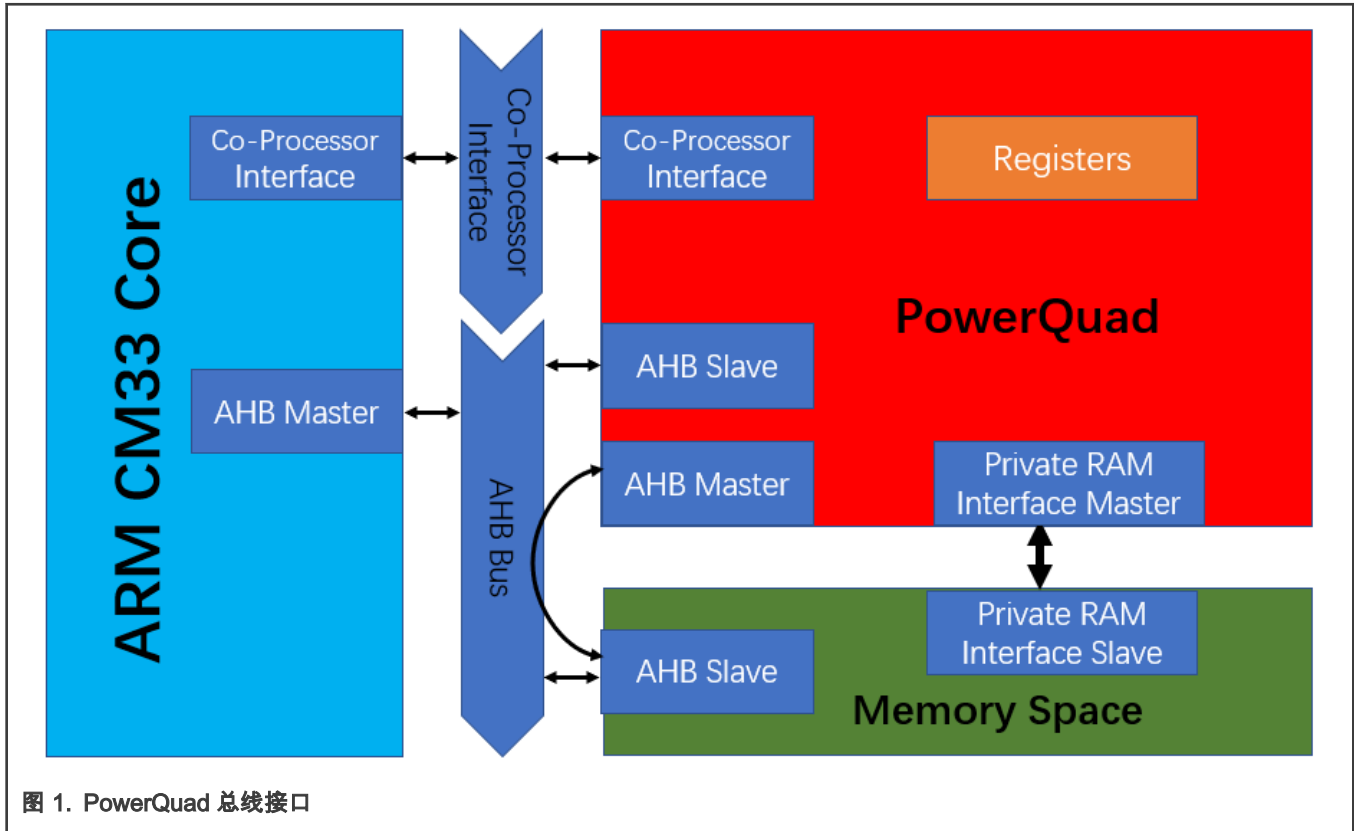 ARM CM33 Core
Co-Processor
Interface
AHB Master
Co-Processor
Interface
AHB Bus
Co-Processor
Interface
Registers
PowerQuad
AHB Slave
AHB Master
Private RAM
Interface Master
Private RAM
Interface Slave
AHB Slave
Memory Space
图 1. PowerQuad 总线接口